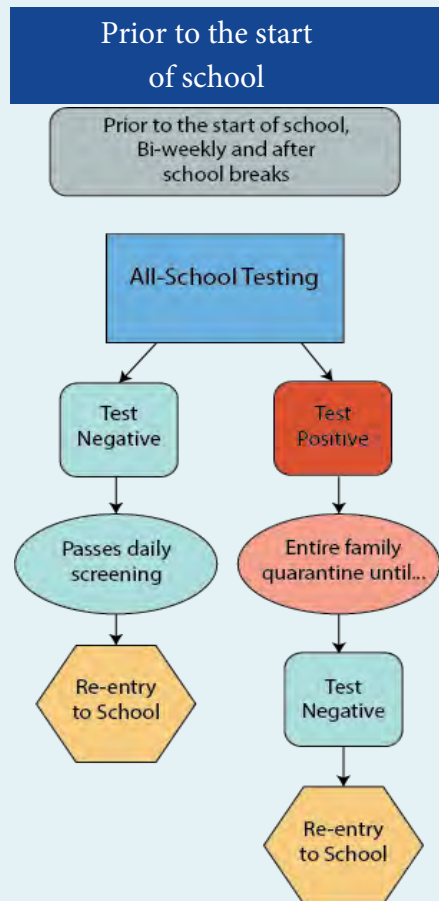 Prior to the start
of school
Prior to the start of school,
Bi-weekly and after
school breaks
All-School Testing
Test
Negative
Test
Positive
Passes daily
screening
Entire family
quarantine until...
Re-entry
to School
Test
Negative
Re-entry
to School